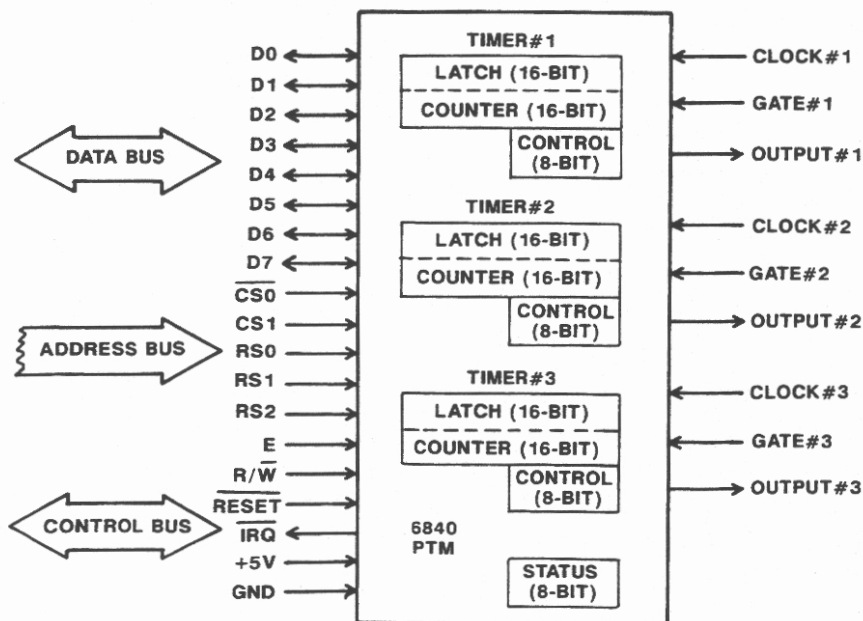 D0
D1
D2
D3
D4
D5
D6
D7
CS0
CS1
RS0
RS1
RS2
E
R/W
RESET
IRQ
+5V
GND
DATA BUS
ADDRESS BUS
CONTROL BUS
TIMER#1
LATCH (16-BIT)
COUNTER (16-BIT)
CONTROL
(8-BIT)
TIMER#2
LATCH (16-BIT)
COUNTER (16-BIT)
CONTROL
(8-BIT)
TIMER#3
LATCH (16-BIT)
COUNTER (16-BIT)
CONTROL
(8-BIT)
6840
PTM
STATUS
(8-BIT)
CLOCK#1
GATE#1
OUTPUT#1
CLOCK#2
GATE#2
OUTPUT#2
CLOCK#3
GATE#3
OUTPUT#3